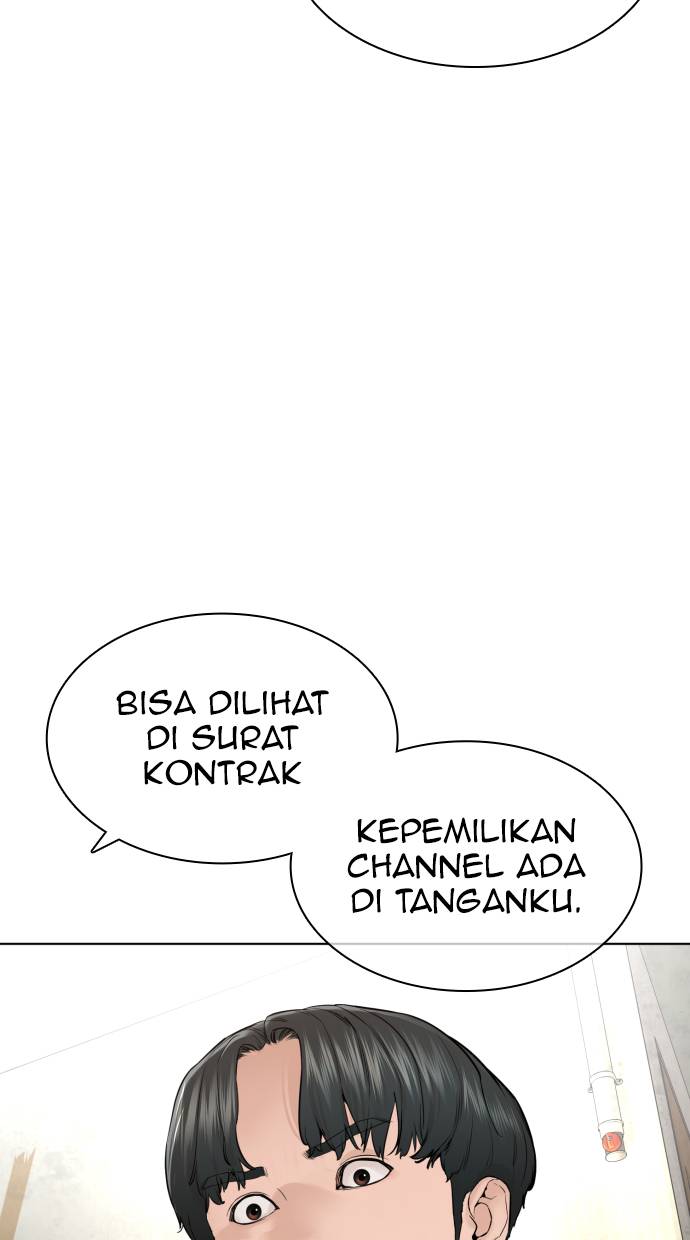 BISA DILIHAT
DI SURAT
KONTRAK
KEPEMILIKAN
CHANNEL ADA
DI TANGANKU.